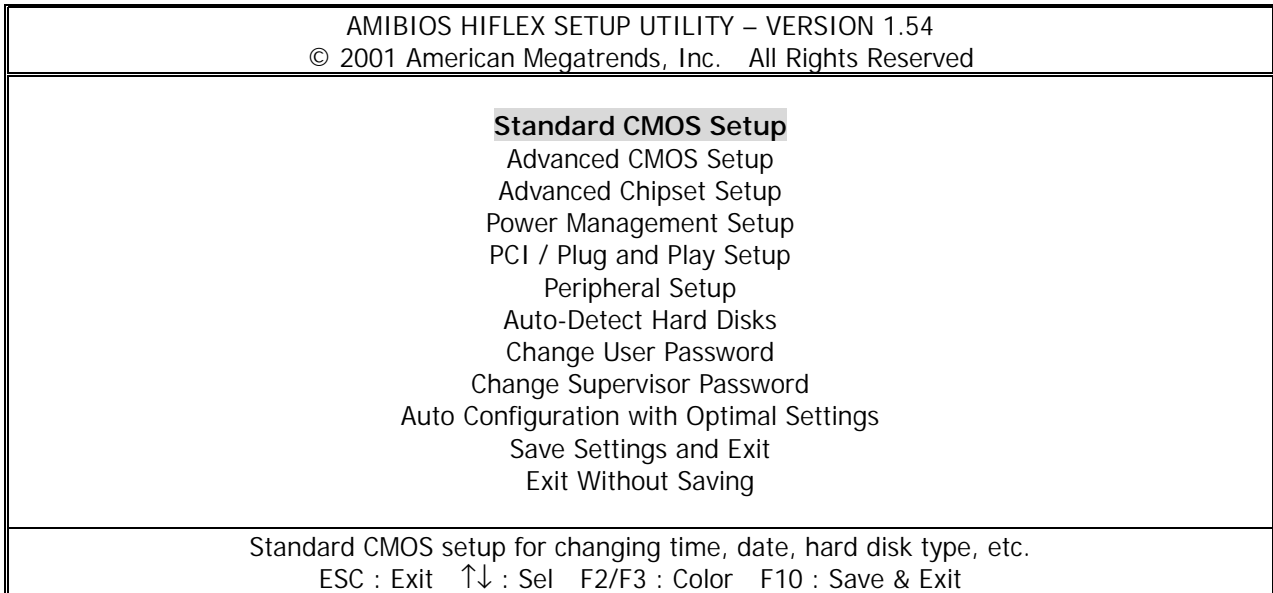 AMIBIOS HIFLEX SETUP UTILITY – VERSION 1.54
© 2001 American Megatrends, Inc. All Rights Reserved
Standard CMOS Setup
Advanced CMOS Setup
Advanced Chipset Setup
Power Management Setup
PCI / Plug and Play Setup
Peripheral Setup
Auto-Detect Hard Disks
Change User Password
Change Supervisor Password
Auto Configuration with Optimal Settings
Save Settings and Exit
Exit Without Saving
Standard CMOS setup for changing time, date, hard disk type, etc.
ESC : Exit ↑↓ : Sel F2/F3 : Color F10 : Save & Exit